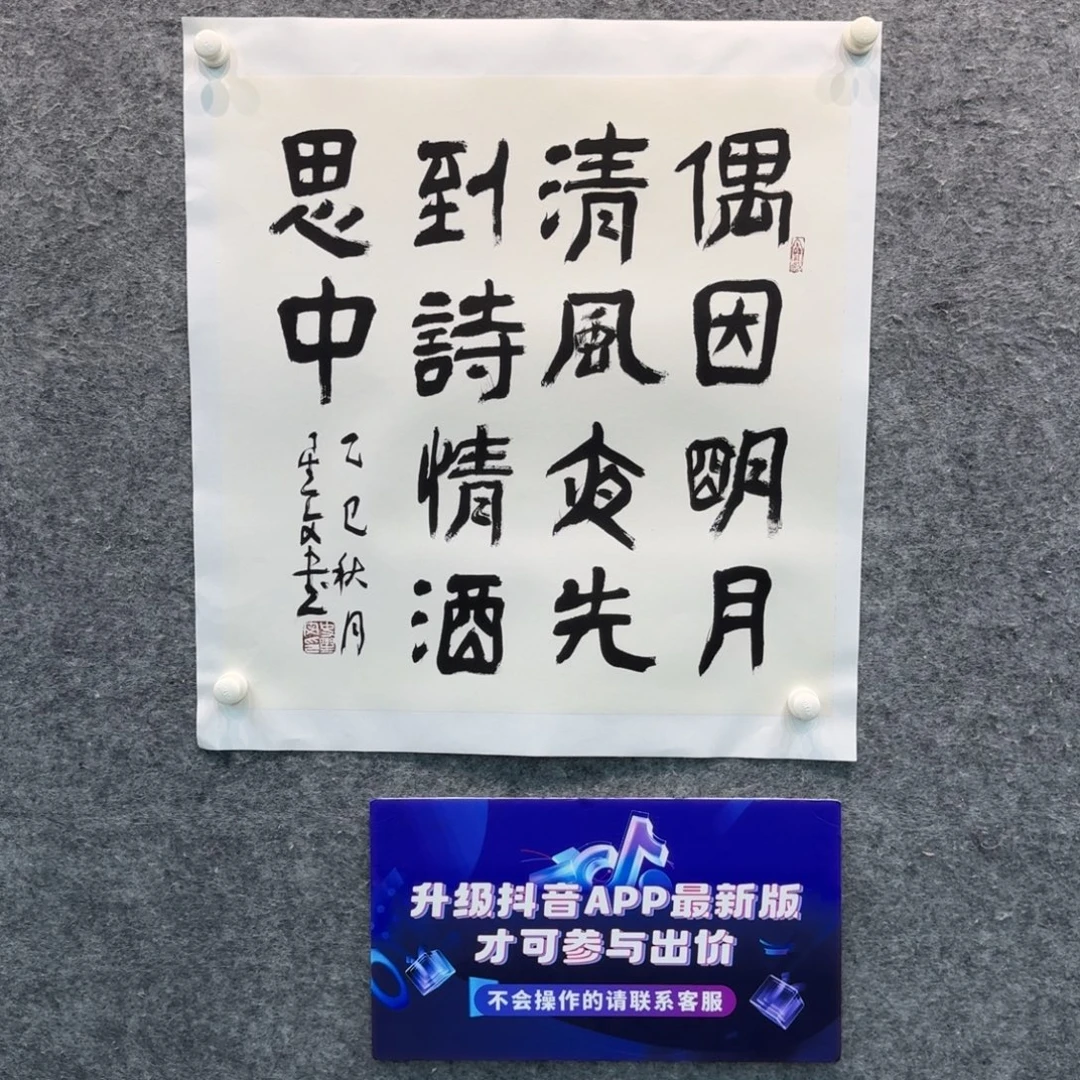 偶因明月
清風夜先
到詩情酒
思中
乙巳秋月
升级抖音APP最新版
才可参与出价
不会操作的请联系客服